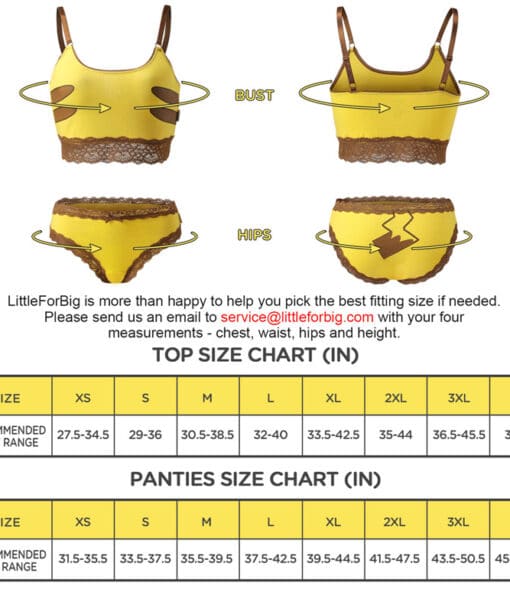 BUST
HIPS
LittleForBig is more than happy to help you pick the best fitting size if needed.
Please send us an email to service@littleforbig.com with your four
measurements - chest, waist, hips and height.
TOP SIZE CHART (IN)
IZE XS S M L XL 2XL 3XL
MMENDED RANGE 27.5-34.5 29-36 30.5-38.5 32-40 33.5-42.5 35-44 36.5-45.5 3
PANTIES SIZE CHART (IN)
IZE XS S M L XL 2XL 3XL
MMENDED RANGE 31.5-35.5 33.5-37.5 35.5-39.5 37.5-42.5 39.5-44.5 41.5-47.5 43.5-50.5 45